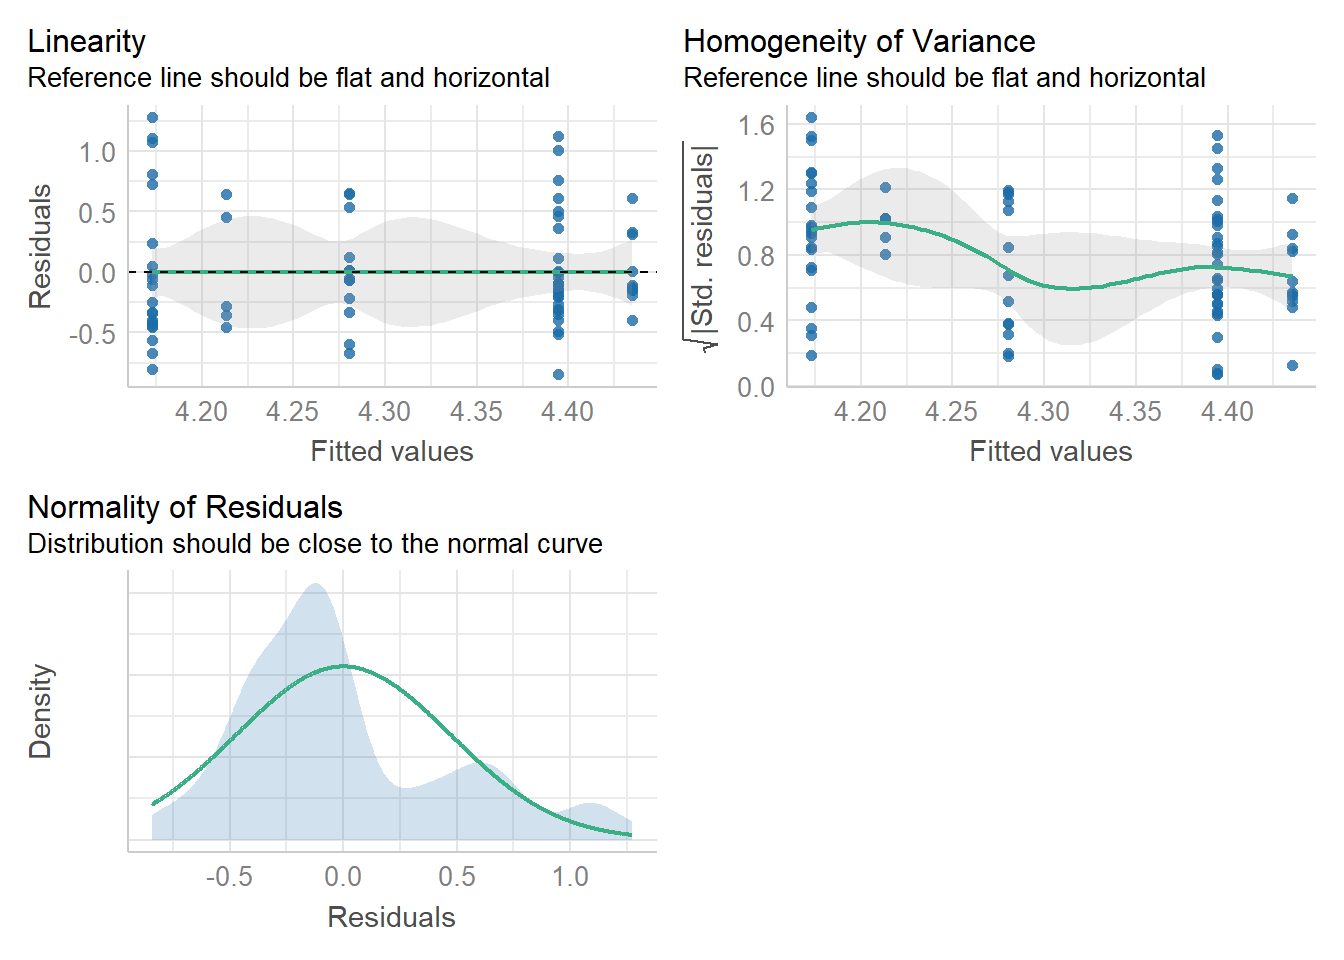 Linearity
Reference line should be flat and horizontal
Residuals
1.0
0.5
0.0
-0.5
4.20 4.25 4.30 4.35 4.40
Fitted values
Homogeneity of Variance
Reference line should be flat and horizontal
√|Std. residuals|
1.6
1.2
0.8
0.4
0.0
4.20 4.25 4.30 4.35 4.40
Fitted values
Normality of Residuals
Distribution should be close to the normal curve
Density
-0.5 0.0 0.5 1.0
Residuals